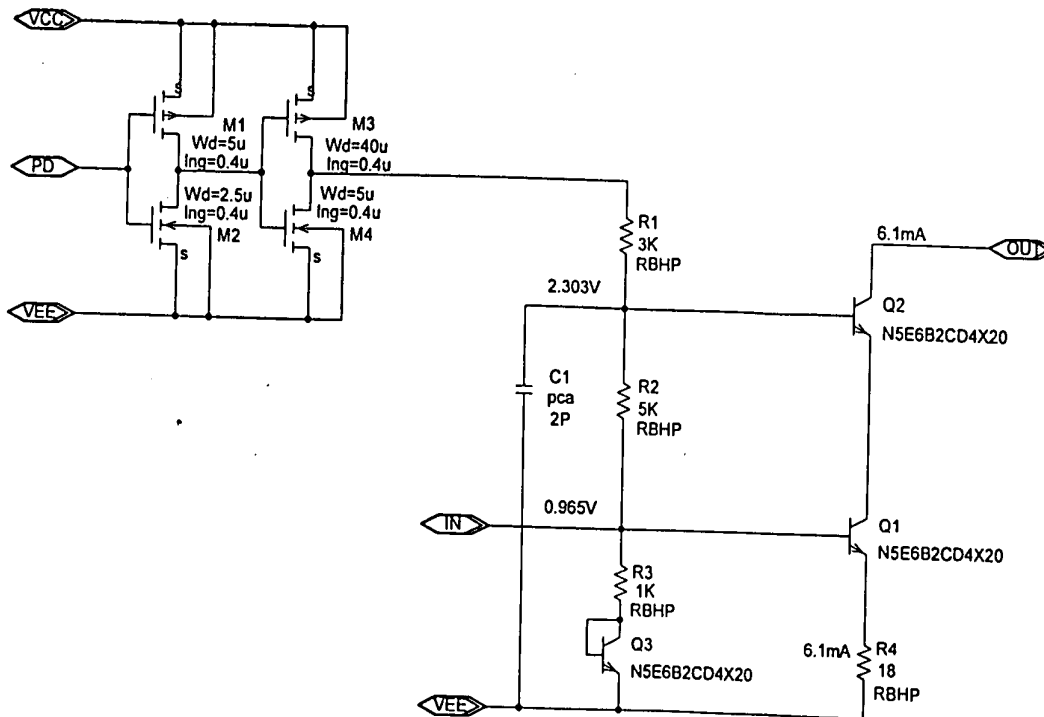 VCC
S
S
M1
M3
Wd=5u
lng=0.4u
Wd=40u
lng=0.4u
PD
Wd=2.5u
lng=0.4u
M2
Wd=5u
lng=0.4u
M4
S
S
VEE
R1
3K
RBHP
6.1mA
OUT
2.303V
Q2
N5E6B2CD4X20
C1
pca
2P
R2
5K
RBHP
IN
0.965V
Q1
N5E6B2CD4X20
R3
1K
RBHP
Q3
N5E6B2CD4X20
6.1mA
R4
18
RBHP
VEE